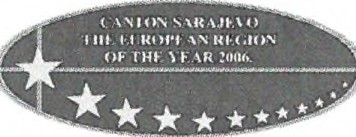 CANTON SARAJEVO
THE EUROPEAN REGION
OF THE YEAR 2006.